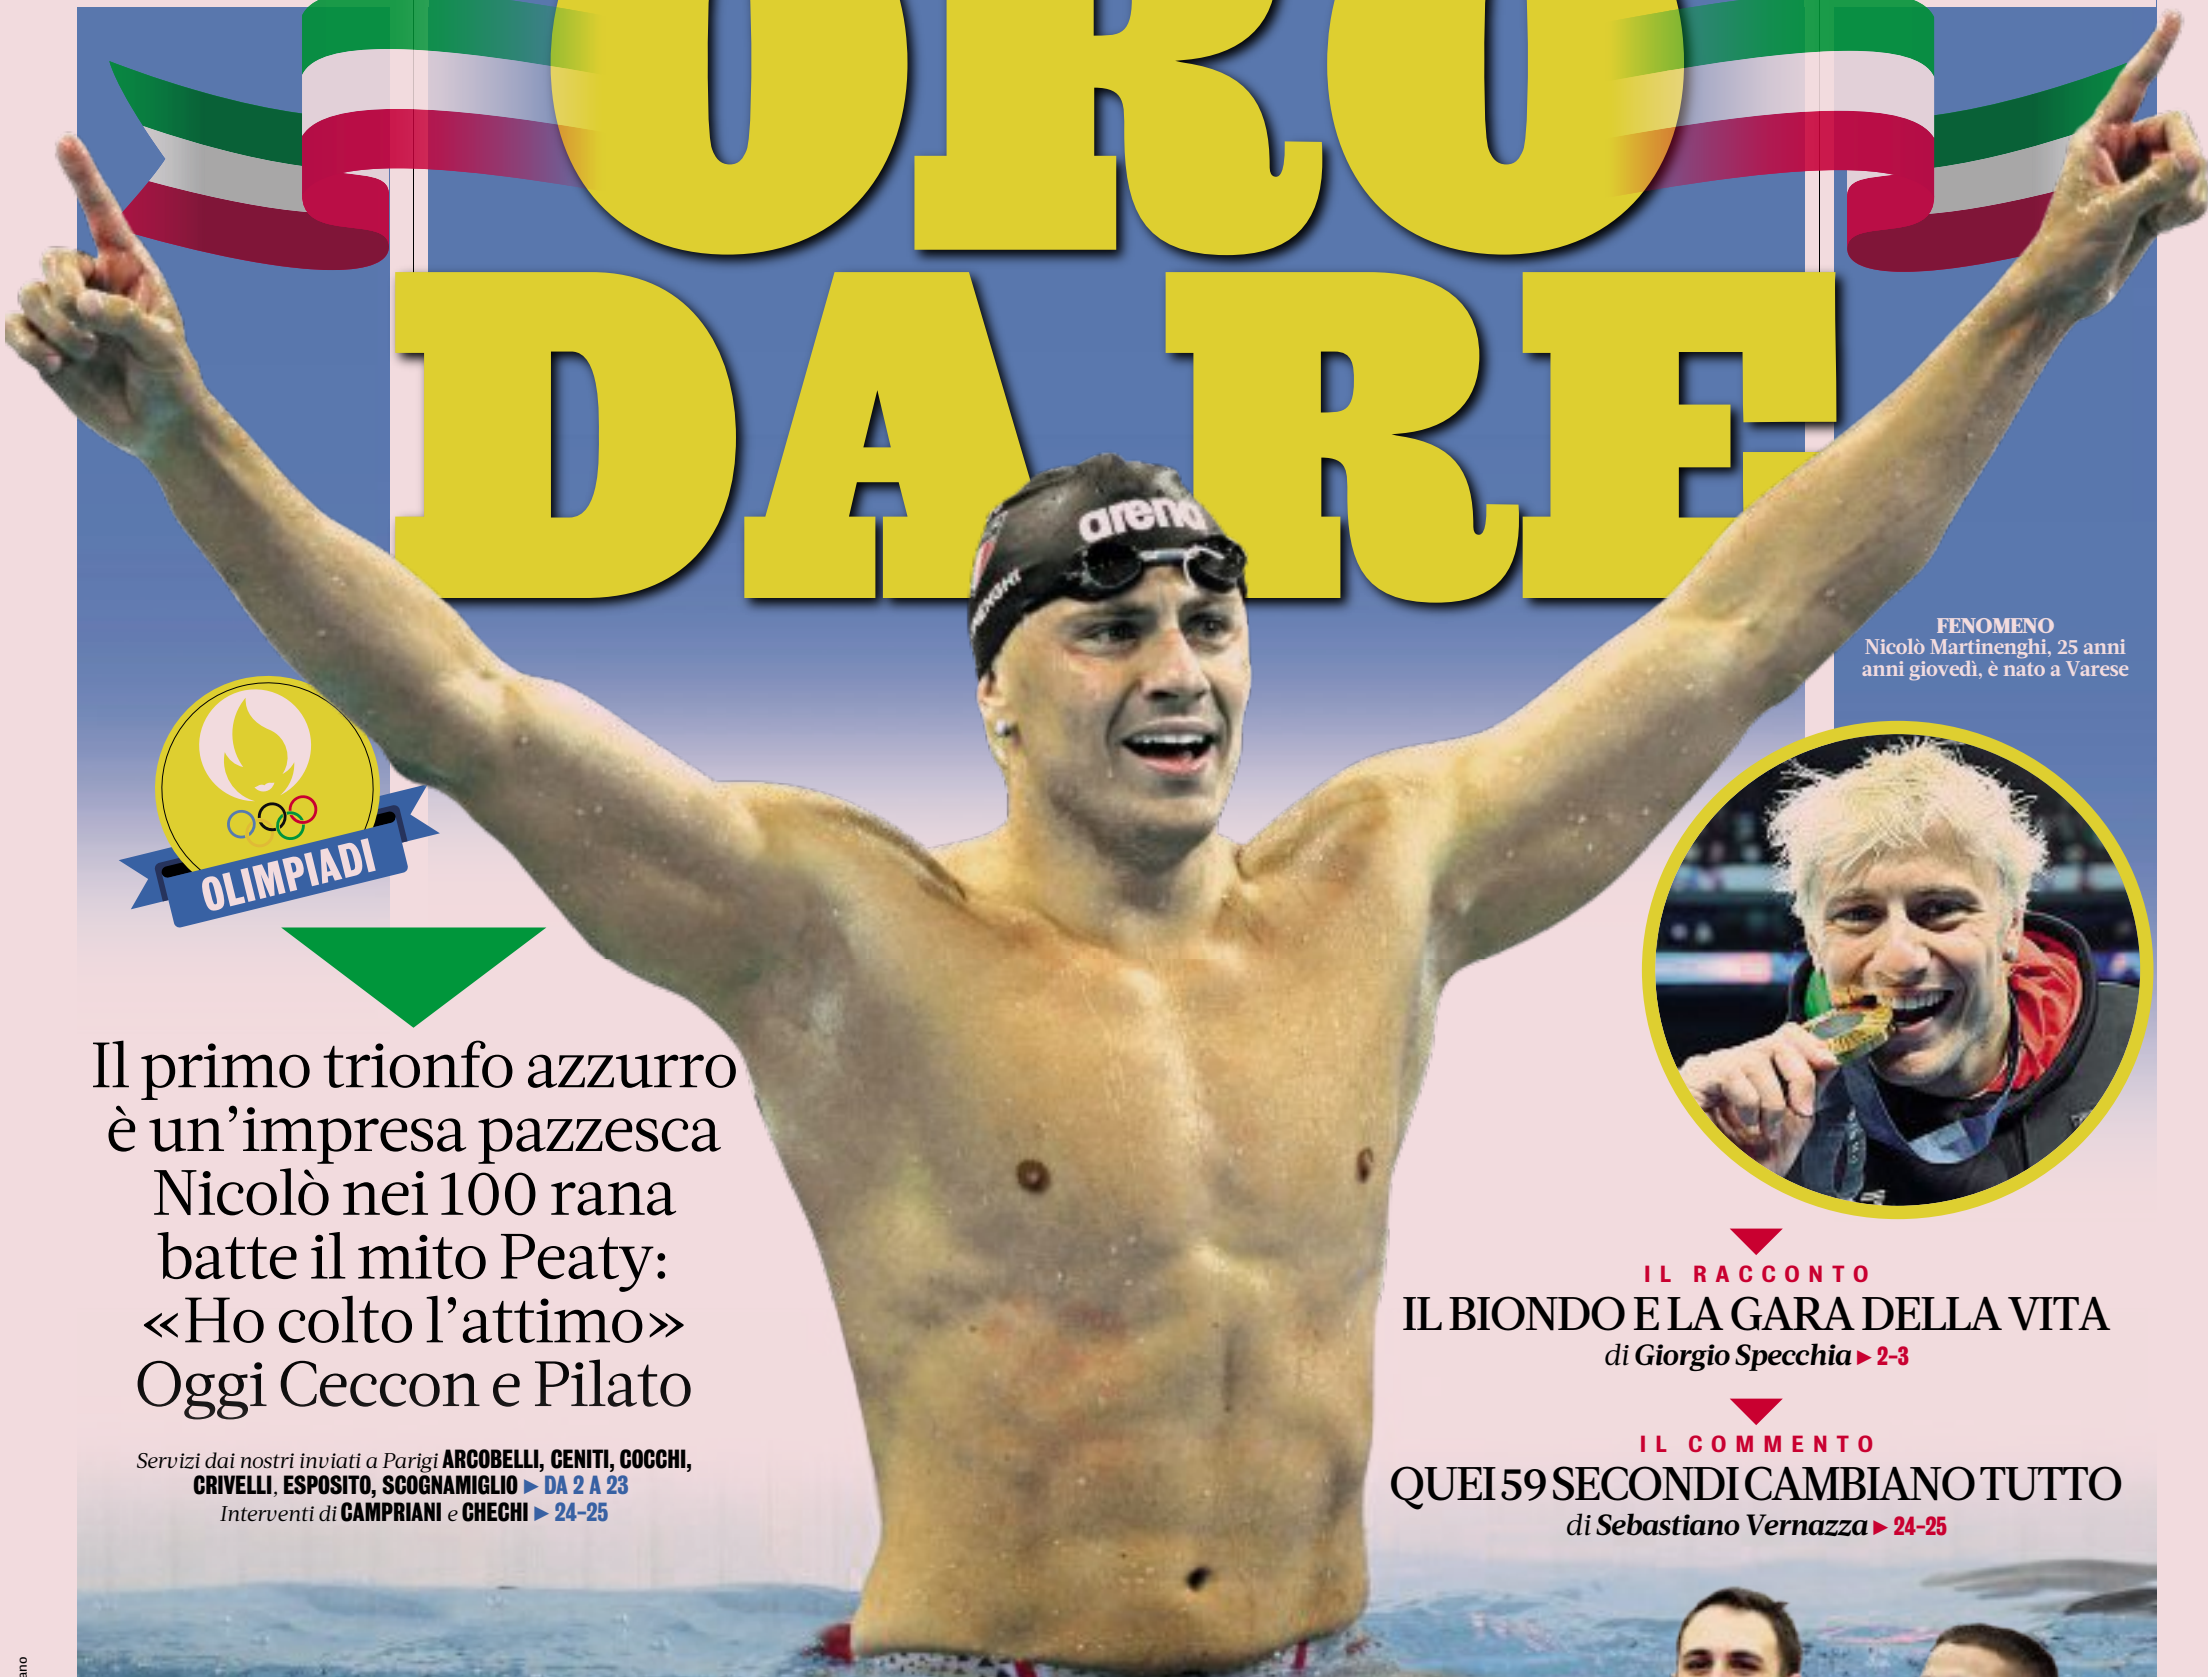 ORO
DARE
arena
FENOMENO
Nicolò Martinenghi, 25 anni
anni giovedì, è nato a Varese
OLIMPIADI
Il primo trionfo azzurro
è un’impresa pazzesca
Nicolò nei 100 rana
batte il mito Peaty:
«Ho colto l’attimo»
Oggi Ceccon e Pilato
Servizi dai nostri inviati a Parigi ARCOBELLI, CENITI, COCCHI,
CRIVELLI, ESPOSITO, SCOGNAMIGLIO ▶ DA 2 A 23
Interventi di CAMPRIANI e CHECHI ▶ 24-25
IL RACCONTO
IL BIONDO E LA GARA DELLA VITA
di Giorgio Specchia ▶ 2-3
IL COMMENTO
QUEI 59 SECONDI CAMBIANO TUTTO
di Sebastiano Vernazza ▶ 24-25